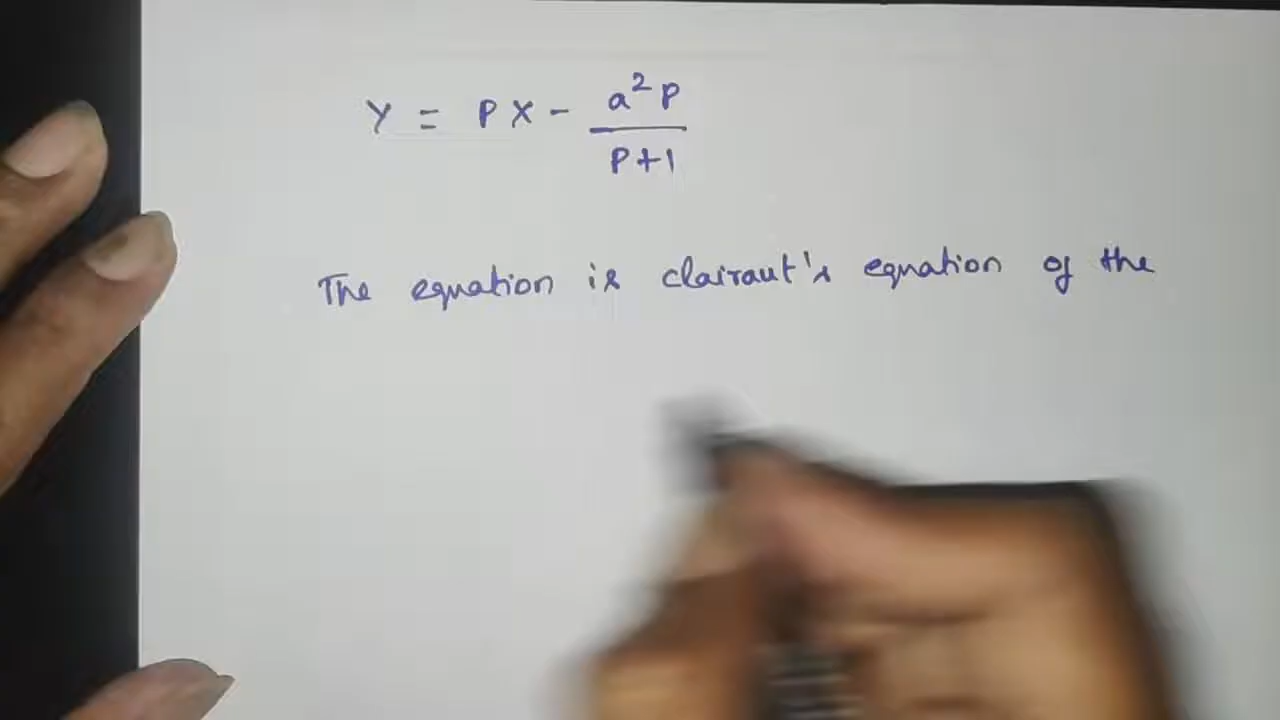 Y = PX - a²P / P+1
The equation is clairaut's equation of the